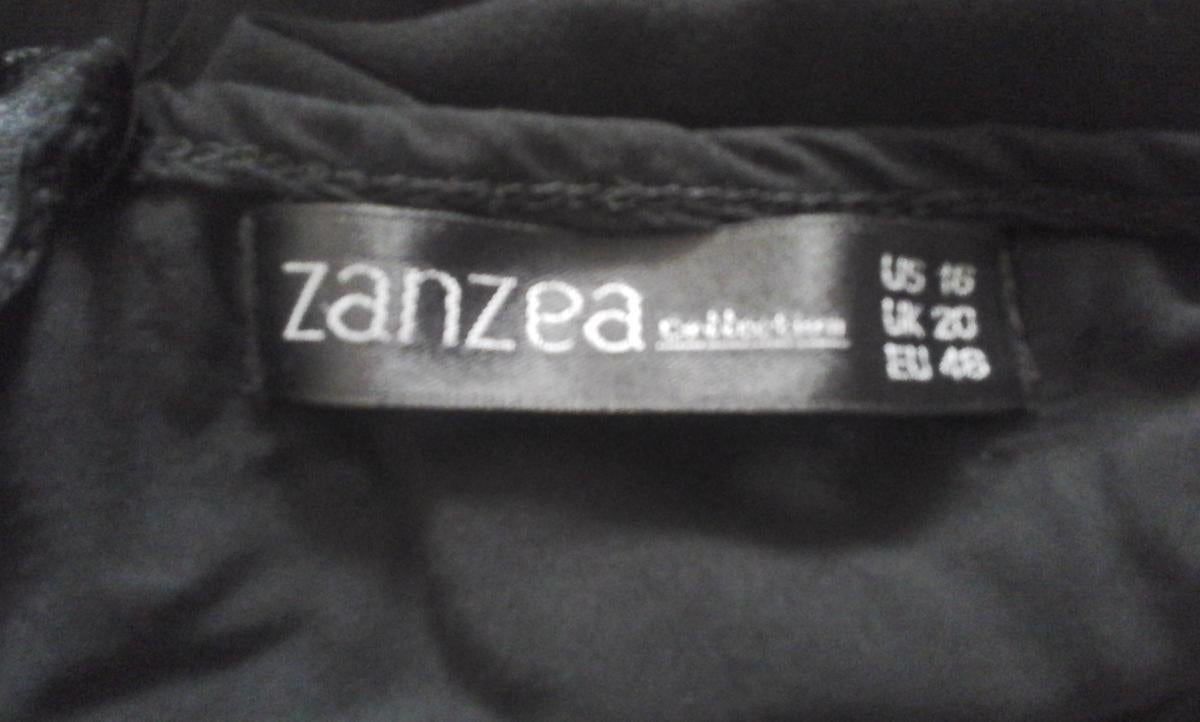 zanzea Collection
US 16
UK 20
EU 48